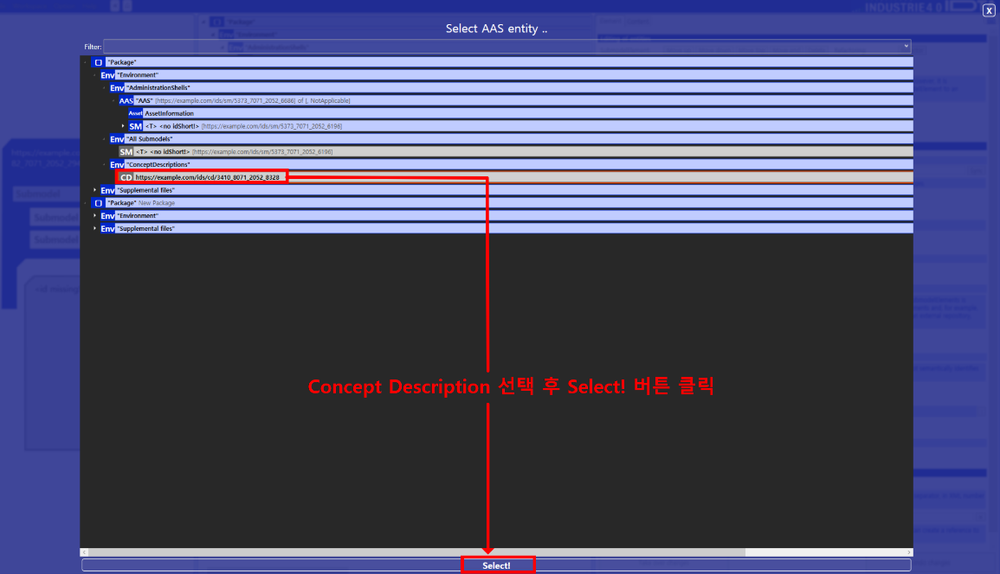 INDUSTRIE4.0
X
Select AAS entity ..
Filter:
"Package"
Env "Environment"
Env "AdministrationShells"
AAS "AAS" [https://example.com/ids/sm/5373_7071_2052_6686] of [, NotApplicable]
Asset AssetInformation
SM <T> <no idShort!> [https://example.com/ids/sm/5373_7071_2052_6196]
Env "All Submodels"
SM <T> <no idShort!> [https://example.com/ids/sm/5373_7071_2052_6196]
Env "ConceptDescriptions"
CD https://example.com/ids/cd/3410_8071_2052_8328
Env "Supplemental files"
"Package" New Package
Env "Environment"
Env "Supplemental files"
Concept Description 선택 후 Select! 버튼 클릭
Select!